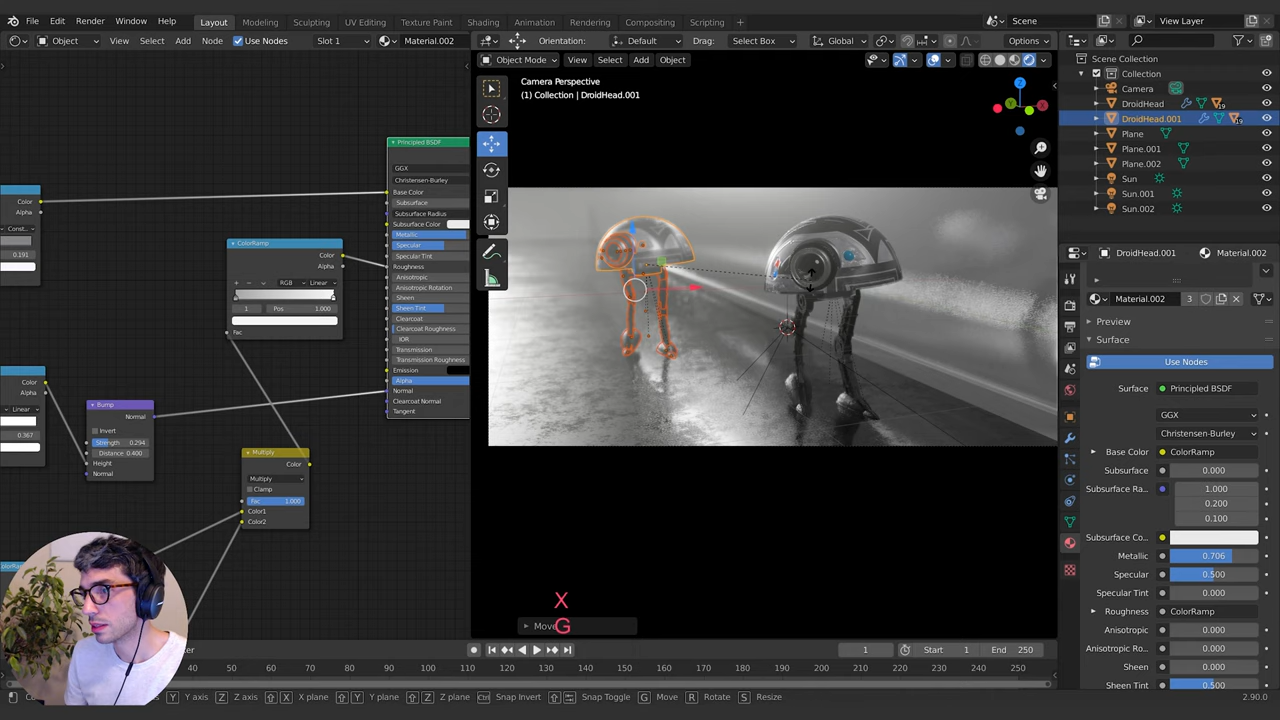 File Edit Render Window Help Layout Modeling Sculpting UV Editing Texture Paint Shading Animation Rendering Compositing Scripting + Scene View Layer
Object View Select Add Node Use Nodes Slot 1 Material.002 Orientation: Default Drag: Select Box Global Options
Object Mode View Select Add Object
Camera Perspective
(1) Collection | DroidHead.001
Scene Collection
Collection
Camera
DroidHead
DroidHead.001
Plane
Plane.001
Plane.002
Sun
Sun.001
Sun.002
Color
Alpha
Const..
0.191
Color
Alpha
Linear
0.367
Bump
Normal
Invert
Strength 0.294
Distance 0.400
Height
Normal
ColorRamp
Color
Alpha
RGB Linear
1 Pos 1.000
Fac
Multiply
Color
Multiply
Clamp
Fac 1.000
Color1
Color2
Principled BSDF
GGX
Christensen-Burley
Base Color
Subsurface
Subsurface Radius
Subsurface Color
Metallic
Specular
Specular Tint
Roughness
Anisotropic
Anisotropic Rotation
Sheen
Sheen Tint
Clearcoat
Clearcoat Roughness
IOR
Transmission
Transmission Roughness
Emission
Alpha
Normal
Clearcoat Normal
Tangent
X
G
Move
DroidHead.001 Material.002
Material.002 3
Preview
Surface
Use Nodes
Surface Principled BSDF
GGX
Christensen-Burley
Base Color ColorRamp
Subsurface 0.000
Subsurface Ra.. 1.000
0.200
0.100
Subsurface Co..
Metallic 0.706
Specular 0.500
Specular Tint 0.000
Roughness ColorRamp
Anisotropic 0.000
Anisotropic Ro.. 0.000
Sheen 0.000
Sheen Tint 0.500
1 Start 1 End 250
30 40 50 60 70 80 90 100 110 120 130 140 150 160 170 180 190 200 210 220 230 240 250
Y axis Z Z axis X X plane Y Y plane Z Z plane Ctrl Snap Invert Snap Toggle G Move R Rotate S Resize 2.90.0